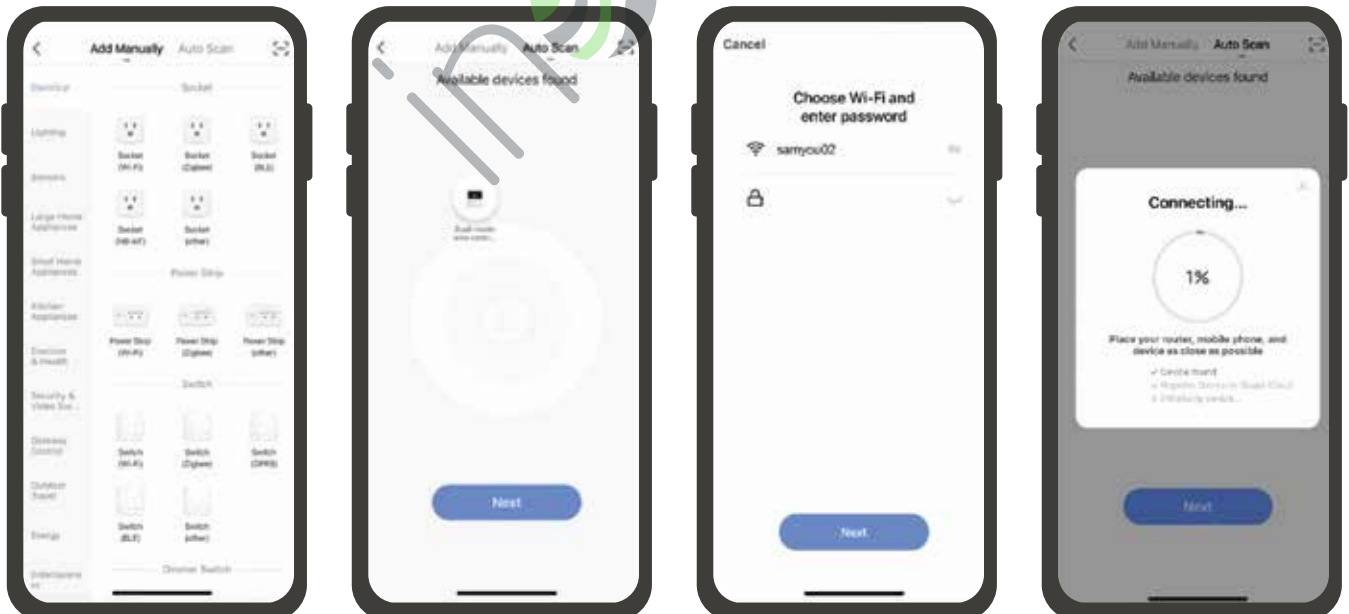 Add Manually Auto Scan
Electrical
Socket
Lighting
Socket
(Wi-Fi)
Socket
(Zigbee)
Socket
(BLE)
Sensors
Large Home
Appliances
Socket
(NB-IoT)
Socket
(other)
Small Home
Appliances
Power Strip
Kitchen
Appliances
Power Strip
(Wi-Fi)
Power Strip
(Zigbee)
Power Strip
(other)
Exercise
& Health
Switch
Security &
Video Sur...
Gateway
Control
Switch
(Wi-Fi)
Switch
(Zigbee)
Switch
(GPRS)
Outdoor
Travel
Switch
(BLE)
Switch
(other)
Energy
Dimmer Switch
Add Manually Auto Scan
Available devices found
Next
Cancel
Choose Wi-Fi and
enter password
samyou02
Next
Add Manually Auto Scan
Available devices found
Connecting...
1%
Place your router, mobile phone, and
device as close as possible
Device found
Next